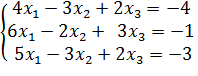 4x₁ − 3x₂ + 2x₃ = −4
6x₁ − 2x₂ + 3x₃ = −1
5x₁ − 3x₂ + 2x₃ = −3